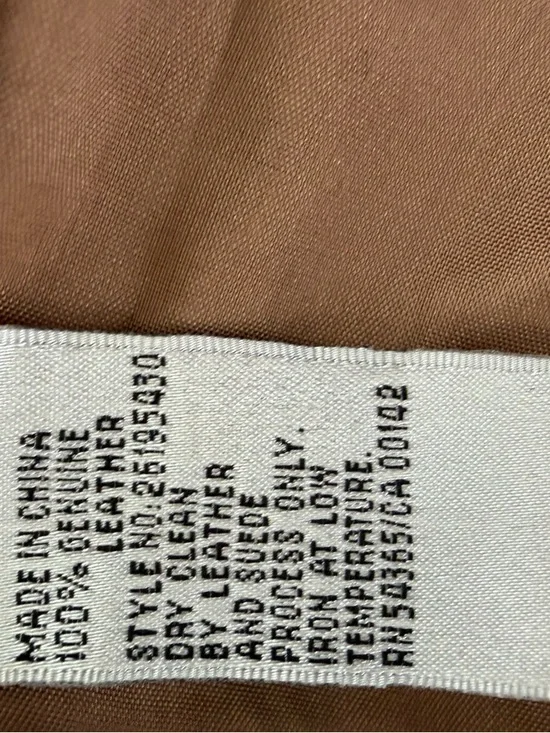 MADE IN CHINA
100% GENUINE
LEATHER
STYLE NO: 26195430
DRY CLEAN
BY LEATHER
AND SUEDE
PROCESS ONLY.
IRON AT LOW
TEMPERATURE.
RN54365/CA 00142